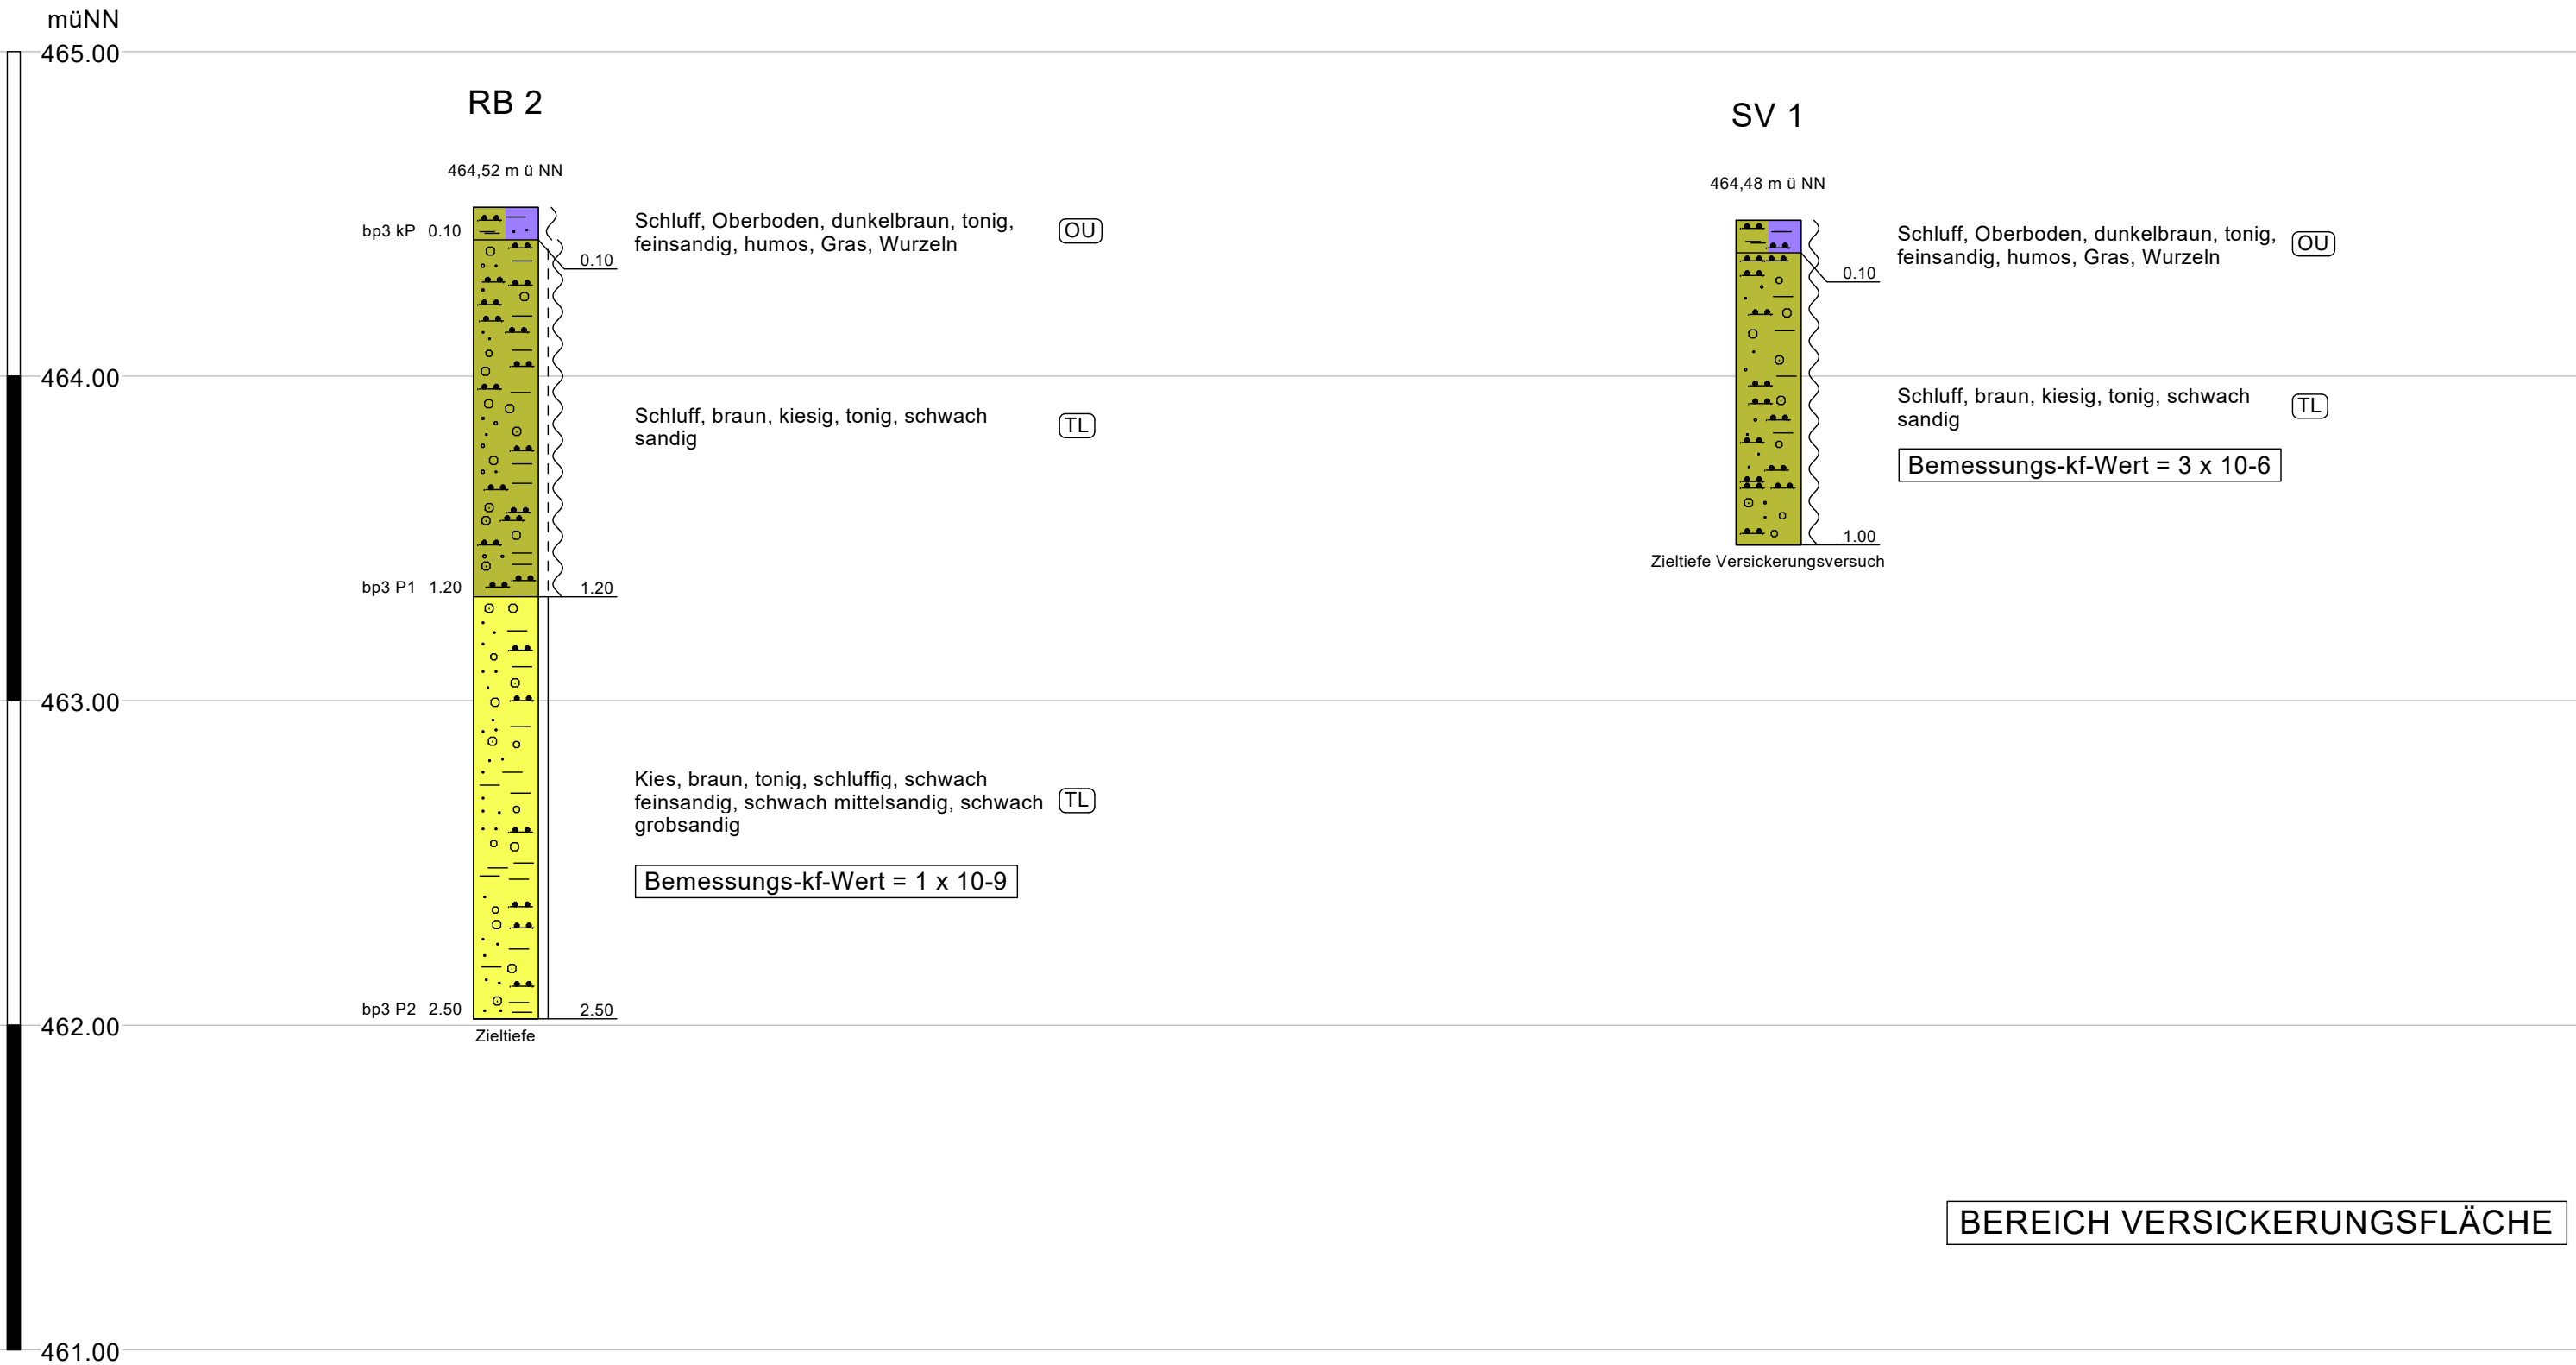 müNN
465.00
464.00
463.00
462.00
461.00
RB 2
464,52 m ü NN
bp3 kP 0.10
0.10
Schluff, Oberboden, dunkelbraun, tonig,
feinsandig, humos, Gras, Wurzeln
OU
Schluff, braun, kiesig, tonig, schwach
sandig
TL
bp3 P1 1.20
1.20
Kies, braun, tonig, schluffig, schwach
feinsandig, schwach mittelsandig, schwach
grobsandig
TL
Bemessungs-kf-Wert = 1 x 10-9
bp3 P2 2.50
2.50
Zieltiefe
SV 1
464,48 m ü NN
Schluff, Oberboden, dunkelbraun, tonig,
feinsandig, humos, Gras, Wurzeln
OU
0.10
Schluff, braun, kiesig, tonig, schwach
sandig
TL
Bemessungs-kf-Wert = 3 x 10-6
1.00
Zieltiefe Versickerungsversuch
BEREICH VERSICKERUNGSFLÄCHE